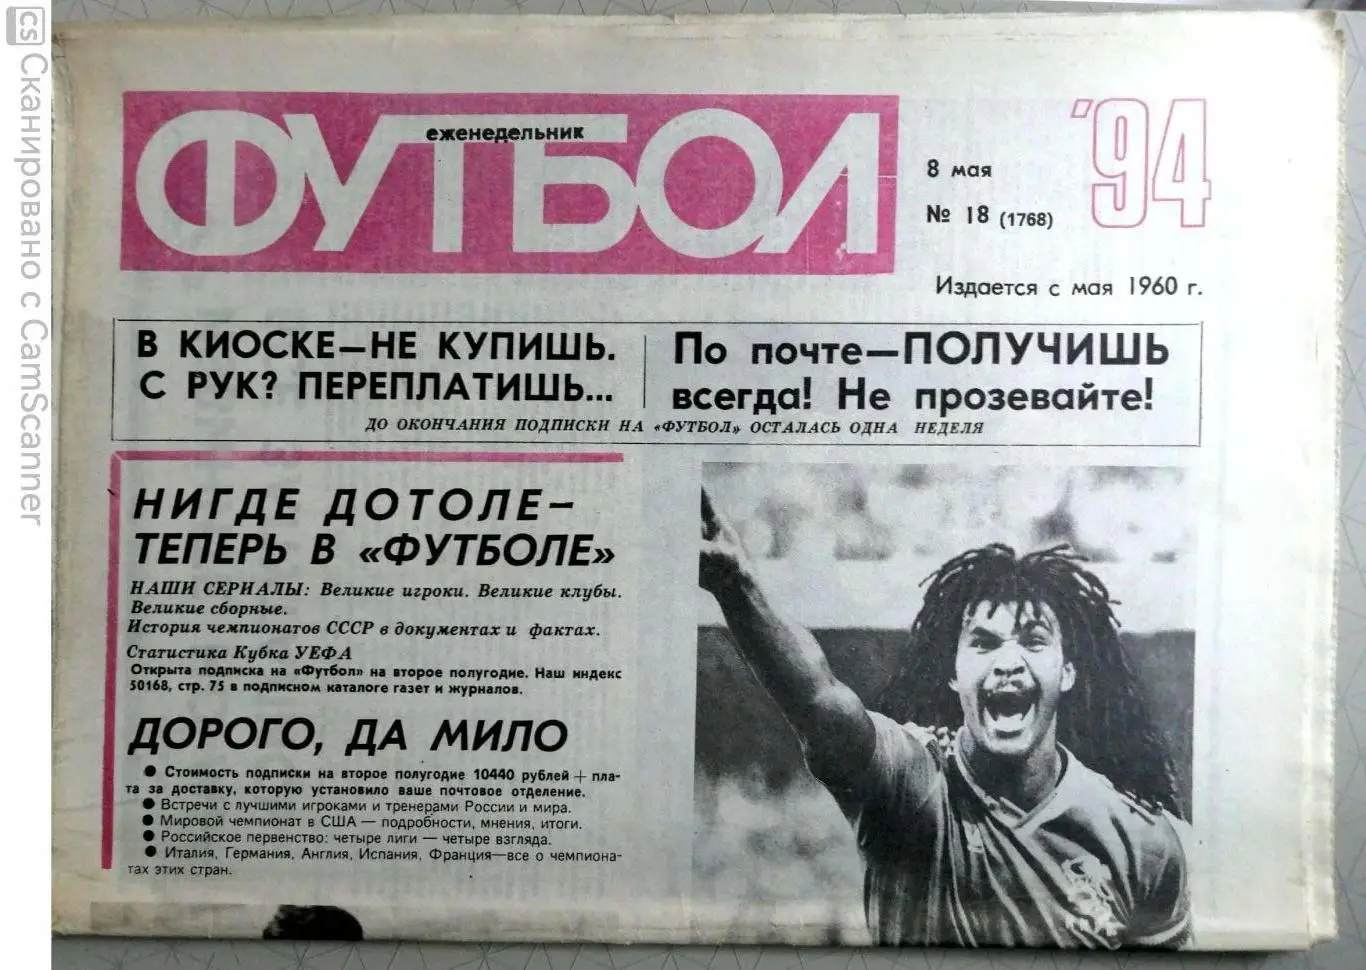 CS Сканировано с CamScanner
ФУТБОЛ
еженедельник
8 мая
№ 18 (1768)
'94
Издается с мая 1960 г.
В КИОСКЕ—НЕ КУПИШЬ.
С РУК? ПЕРЕПЛАТИШЬ...
По почте—ПОЛУЧИШЬ
всегда! Не прозевайте!
ДО ОКОНЧАНИЯ ПОДПИСКИ НА «ФУТБОЛ» ОСТАЛАСЬ ОДНА НЕДЕЛЯ
НИГДЕ ДОТОЛЕ—
ТЕПЕРЬ В «ФУТБОЛЕ»
НАШИ СЕРИАЛЫ: Великие игроки. Великие клубы.
Великие сборные.
История чемпионатов СССР в документах и фактах.
Статистика Кубка УЕФА
Открыта подписка на «Футбол» на второе полугодие. Наш индекс
50168, стр. 75 в подписном каталоге газет и журналов.
ДОРОГО, ДА МИЛО
● Стоимость подписки на второе полугодие 10440 рублей + пла-
та за доставку, которую установило ваше почтовое отделение.
● Встречи с лучшими игроками и тренерами России и мира.
● Мировой чемпионат в США — подробности, мнения, итоги.
● Российское первенство: четыре лиги — четыре взгляда.
● Италия, Германия, Англия, Испания, Франция—все о чемпиона-
тах этих стран.